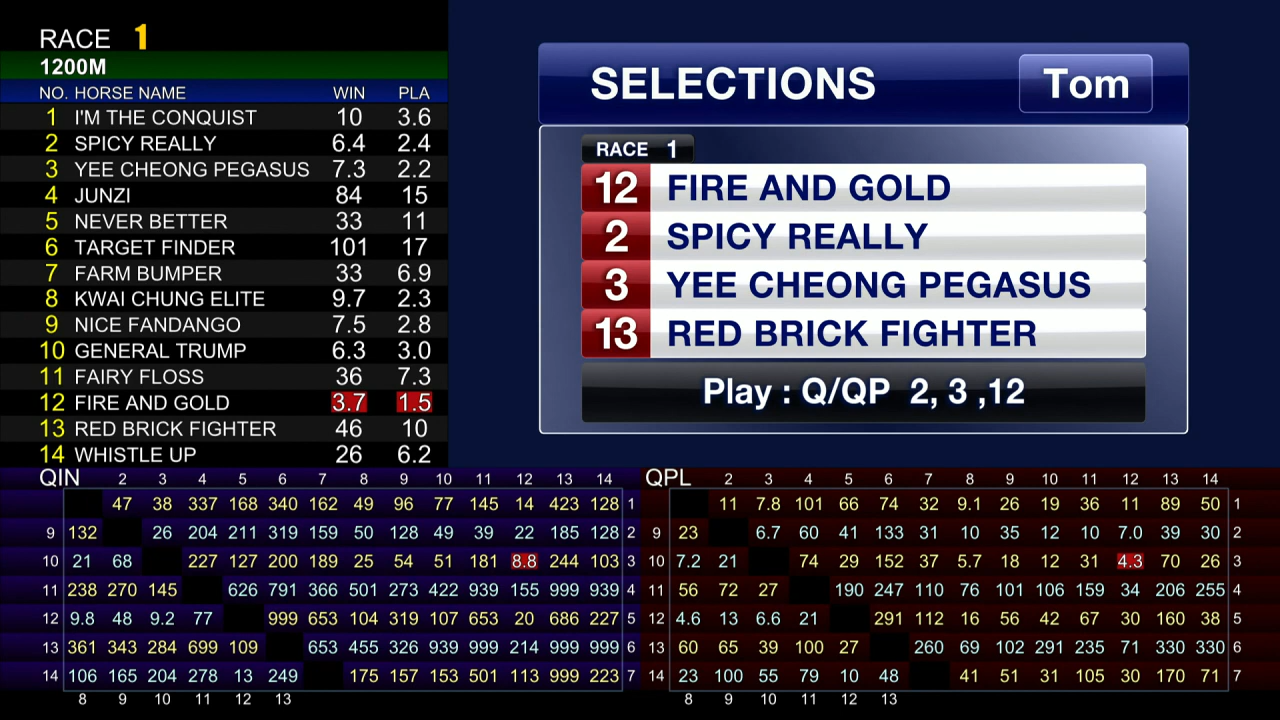 RACE 1
1200M
NO. HORSE NAME WIN PLA
1 I'M THE CONQUIST 10 3.6
2 SPICY REALLY 6.4 2.4
3 YEE CHEONG PEGASUS 7.3 2.2
4 JUNZI 84 15
5 NEVER BETTER 33 11
6 TARGET FINDER 101 17
7 FARM BUMPER 33 6.9
8 KWAI CHUNG ELITE 9.7 2.3
9 NICE FANDANGO 7.5 2.8
10 GENERAL TRUMP 6.3 3.0
11 FAIRY FLOSS 36 7.3
12 FIRE AND GOLD 3.7 1.5
13 RED BRICK FIGHTER 46 10
14 WHISTLE UP 26 6.2
SELECTIONS Tom
RACE 1
12 FIRE AND GOLD
2 SPICY REALLY
3 YEE CHEONG PEGASUS
13 RED BRICK FIGHTER
Play : Q/QP 2, 3 ,12
QIN 2 3 4 5 6 7 8 9 10 11 12 13 14
47 38 337 168 340 162 49 96 77 145 14 423 128 1
9 132 26 204 211 319 159 50 128 49 39 22 185 128 2
10 21 68 227 127 200 189 25 54 51 181 8.8 244 103 3
11 238 270 145 626 791 366 501 273 422 939 155 999 939 4
12 9.8 48 9.2 77 999 653 104 319 107 653 20 686 227 5
13 361 343 284 699 109 653 455 326 939 999 214 999 999 6
14 106 165 204 278 13 249 175 157 153 501 113 999 223 7
8 9 10 11 12 13
QPL 2 3 4 5 6 7 8 9 10 11 12 13 14
11 7.8 101 66 74 32 9.1 26 19 36 11 89 50 1
9 23 6.7 60 41 133 31 10 35 12 10 7.0 39 30 2
10 7.2 21 74 29 152 37 5.7 18 12 31 4.3 70 26 3
11 56 72 27 190 247 110 76 101 106 159 34 206 255 4
12 4.6 13 6.6 21 291 112 16 56 42 67 30 160 38 5
13 60 65 39 100 27 260 69 102 291 235 71 330 330 6
14 23 100 55 79 10 48 41 51 31 105 30 170 71 7
8 9 10 11 12 13